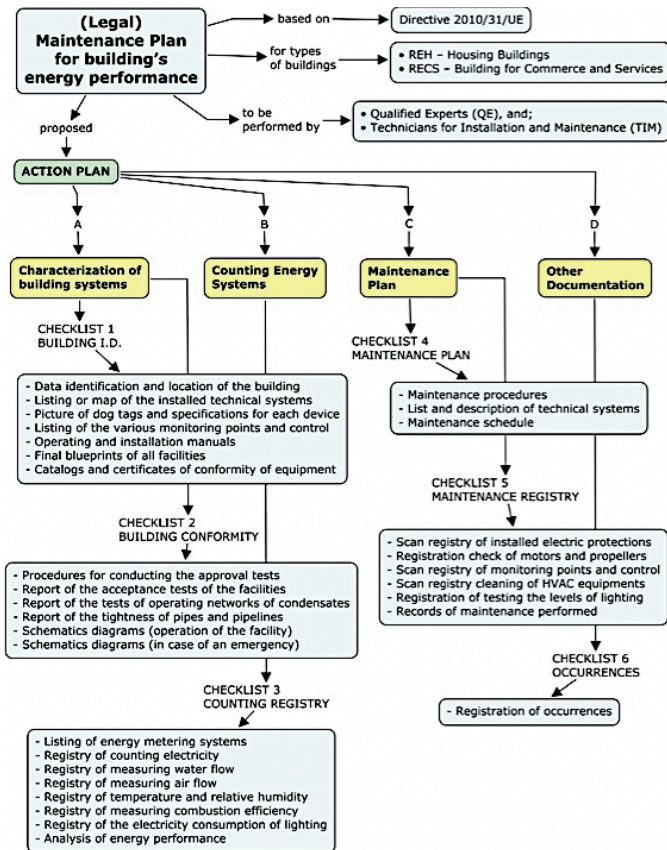 (Legal)
Maintenance Plan
for building's
energy performance
based on
Directive 2010/31/UE
for types
of buildings
• REH – Housing Buildings
• RECS – Building for Commerce and Services
to be
performed by
• Qualified Experts (QE), and;
• Technicians for Installation and Maintenance (TIM)
proposed
ACTION PLAN
A
B
C
D
Characterization of
building systems
Counting Energy
Systems
Maintenance
Plan
Other
Documentation
CHECKLIST 1
BUILDING I.D.
- Data identification and location of the building
- Listing or map of the installed technical systems
- Picture of dog tags and specifications for each device
- Listing of the various monitoring points and control
- Operating and installation manuals
- Final blueprints of all facilities
- Catalogs and certificates of conformity of equipment
CHECKLIST 2
BUILDING CONFORMITY
- Procedures for conducting the approval tests
- Report of the acceptance tests of the facilities
- Report of the tests of operating networks of condensates
- Report of the tightness of pipes and pipelines
- Schematics diagrams (operation of the facility)
- Schematics diagrams (in case of an emergency)
CHECKLIST 3
COUNTING REGISTRY
- Listing of energy metering systems
- Registry of counting electricity
- Registry of measuring water flow
- Registry of measuring air flow
- Registry of temperature and relative humidity
- Registry of measuring combustion efficiency
- Registry of the electricity consumption of lighting
- Analysis of energy performance
CHECKLIST 4
MAINTENANCE PLAN
- Maintenance procedures
- List and description of technical systems
- Maintenance schedule
CHECKLIST 5
MAINTENANCE REGISTRY
- Scan registry of installed electric protections
- Registration check of motors and propellers
- Scan registry of monitoring points and control
- Scan registry cleaning of HVAC equipments
- Registration of testing the levels of lighting
- Records of maintenance performed
CHECKLIST 6
OCCURRENCES
- Registration of occurrences